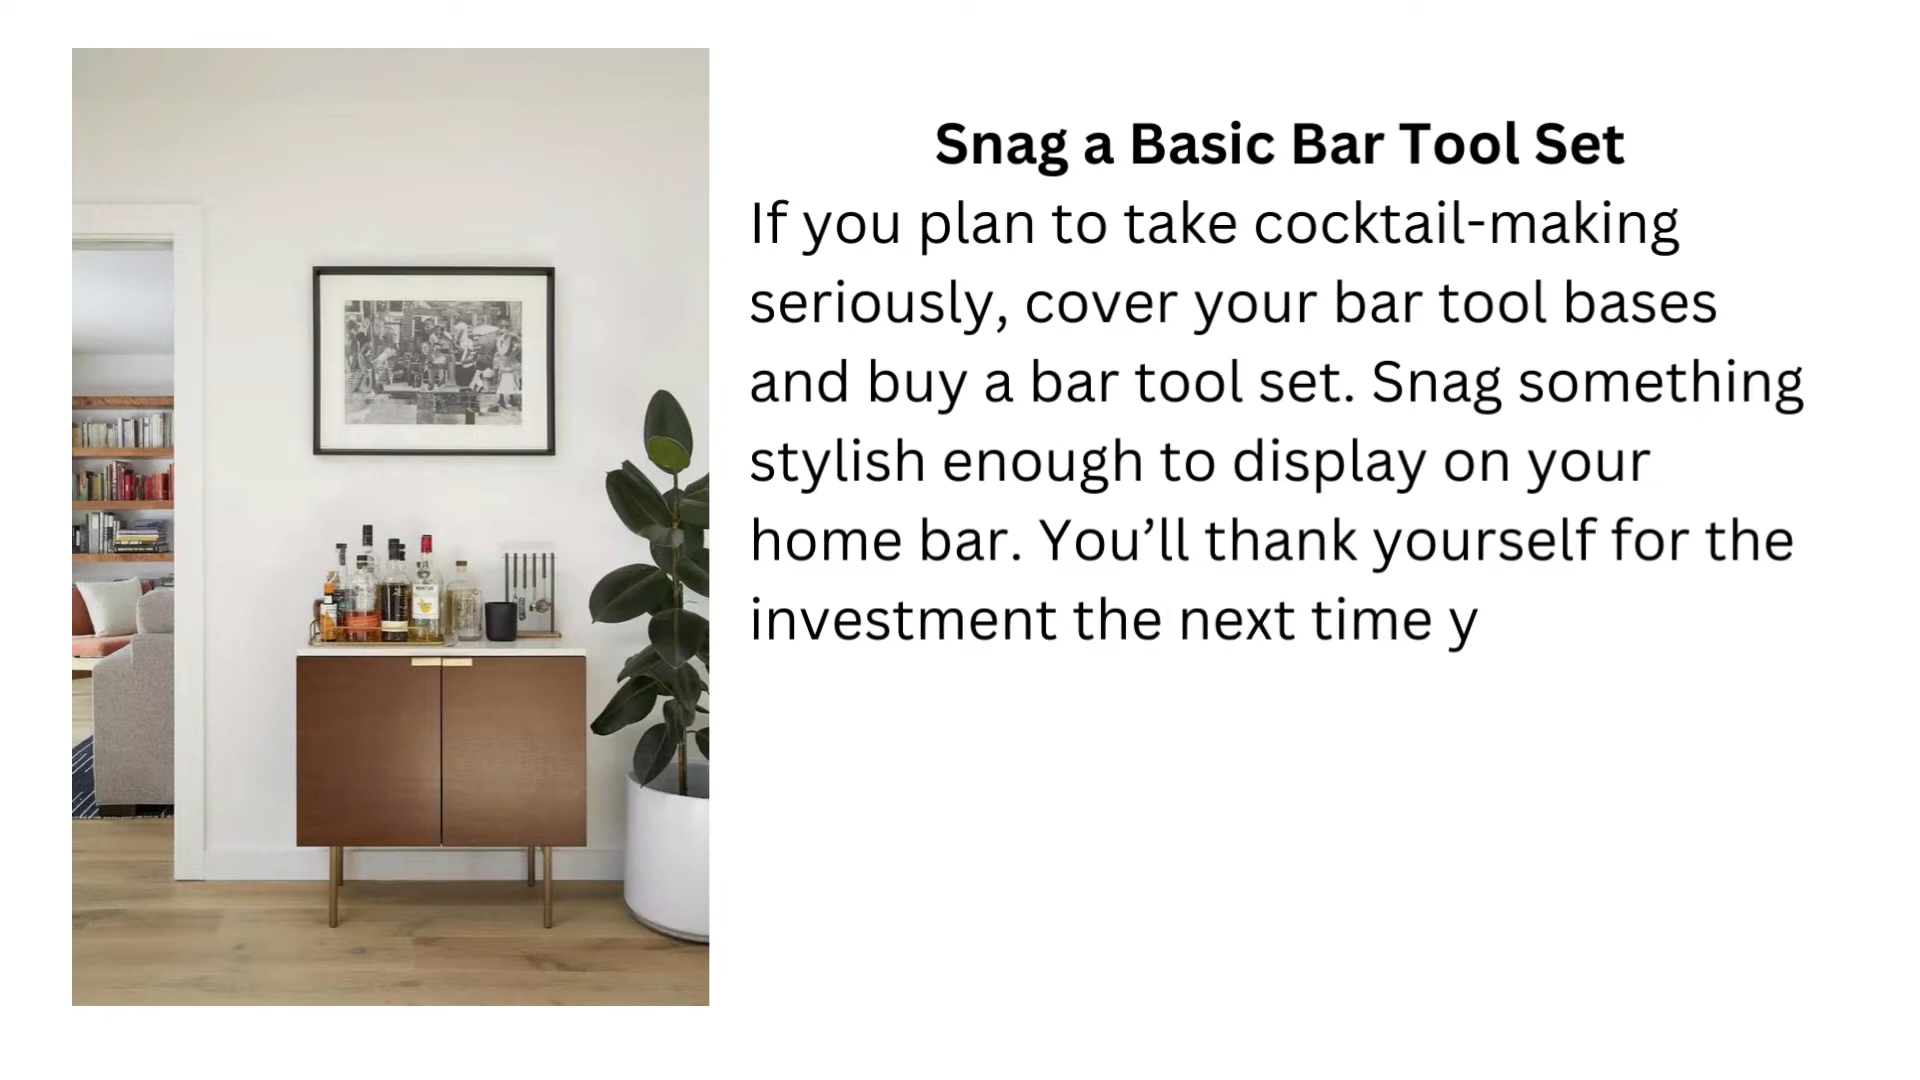 Snag a Basic Bar Tool Set
If you plan to take cocktail-making
seriously, cover your bar tool bases
and buy a bar tool set. Snag something
stylish enough to display on your
home bar. You’ll thank yourself for the
investment the next time y